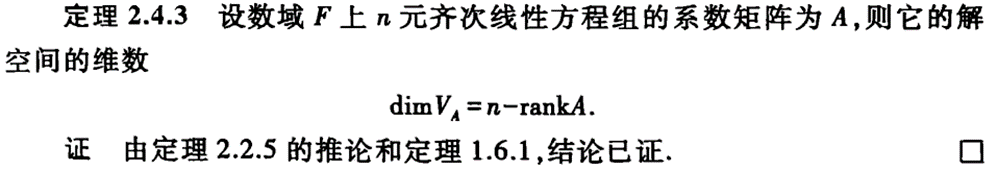 定理 2.4.3 设数域 F 上 n 元齐次线性方程组的系数矩阵为 A,则它的解
空间的维数
dimV_A=n-rankA.
证 由定理 2.2.5 的推论和定理 1.6.1,结论已证. □